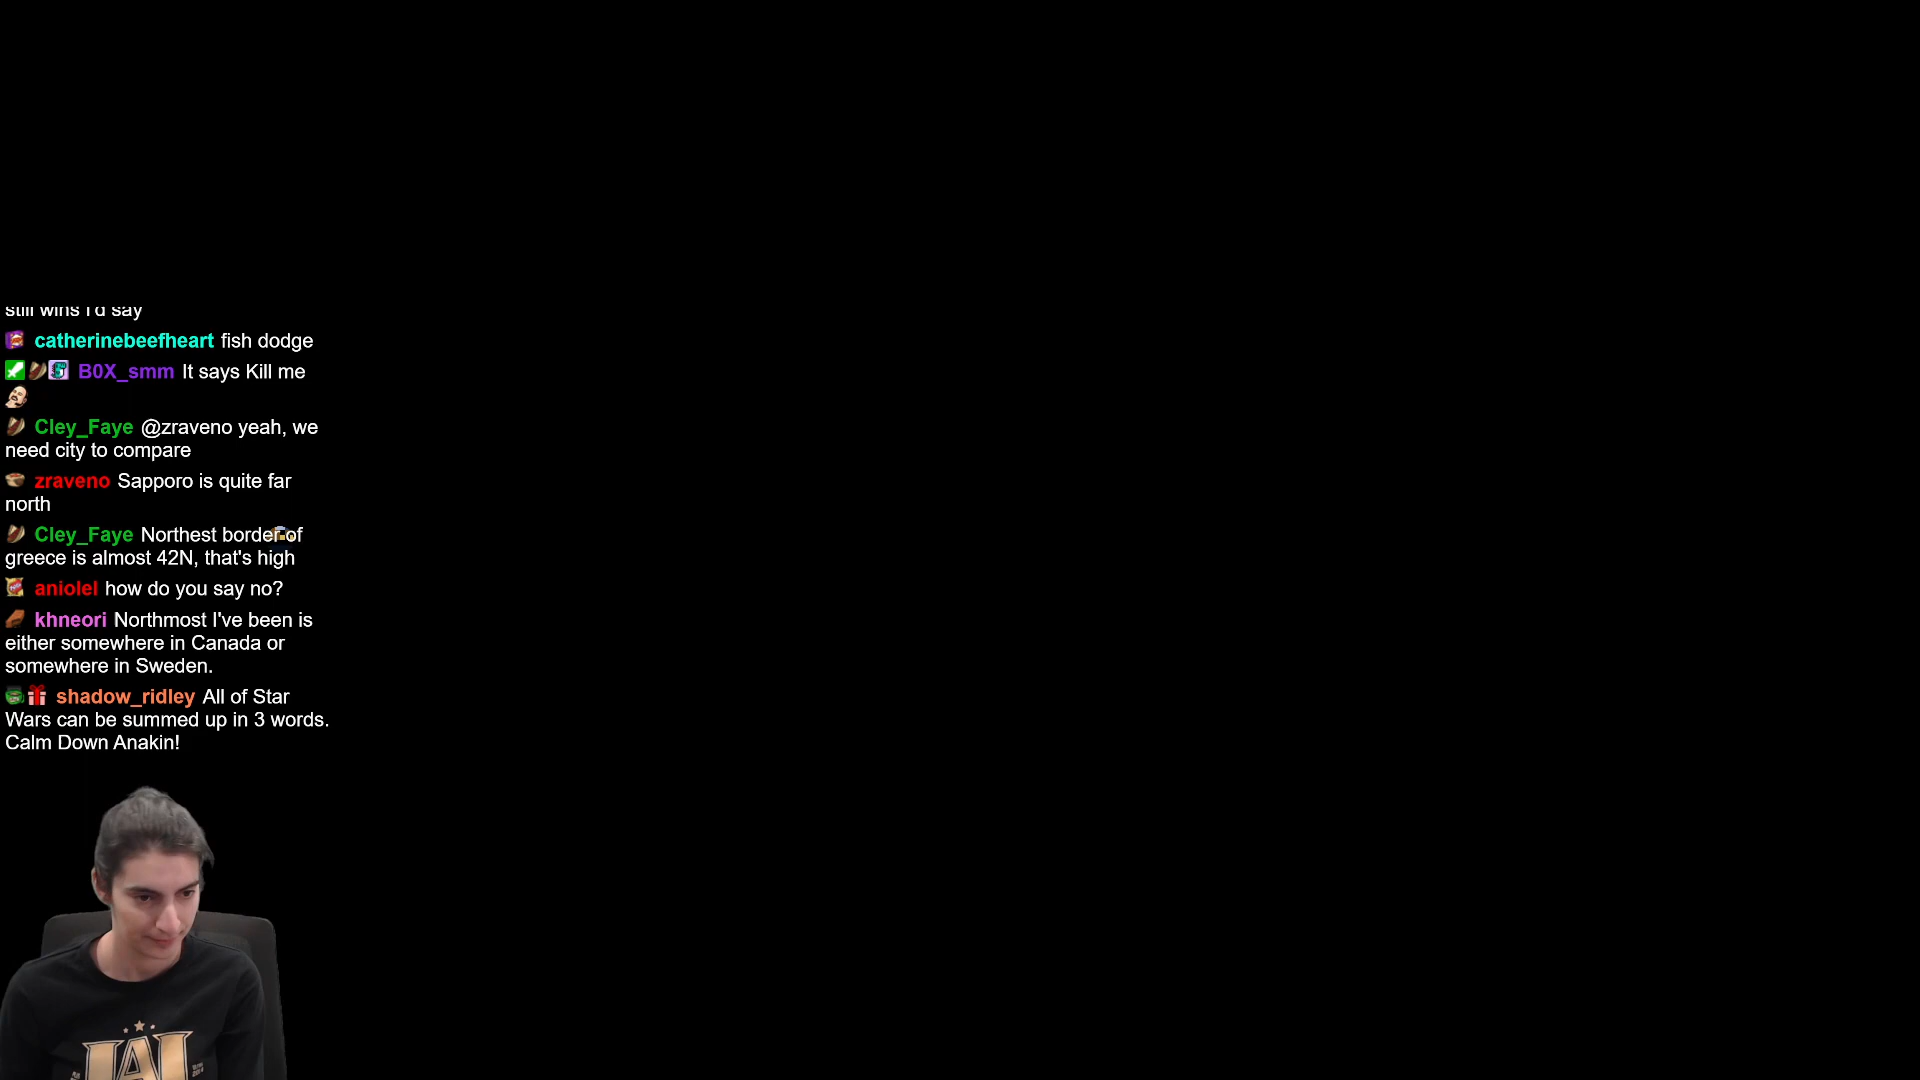 still wins I'd say
catherinebeefheart fish dodge
B0X_smm It says Kill me
Cley_Faye @zraveno yeah, we
need city to compare
zraveno Sapporo is quite far
north
Cley_Faye Northest border of
greece is almost 42N, that's high
aniolel how do you say no?
khneori Northmost I've been is
either somewhere in Canada or
somewhere in Sweden.
shadow_ridley All of Star
Wars can be summed up in 3 words.
Calm Down Anakin!